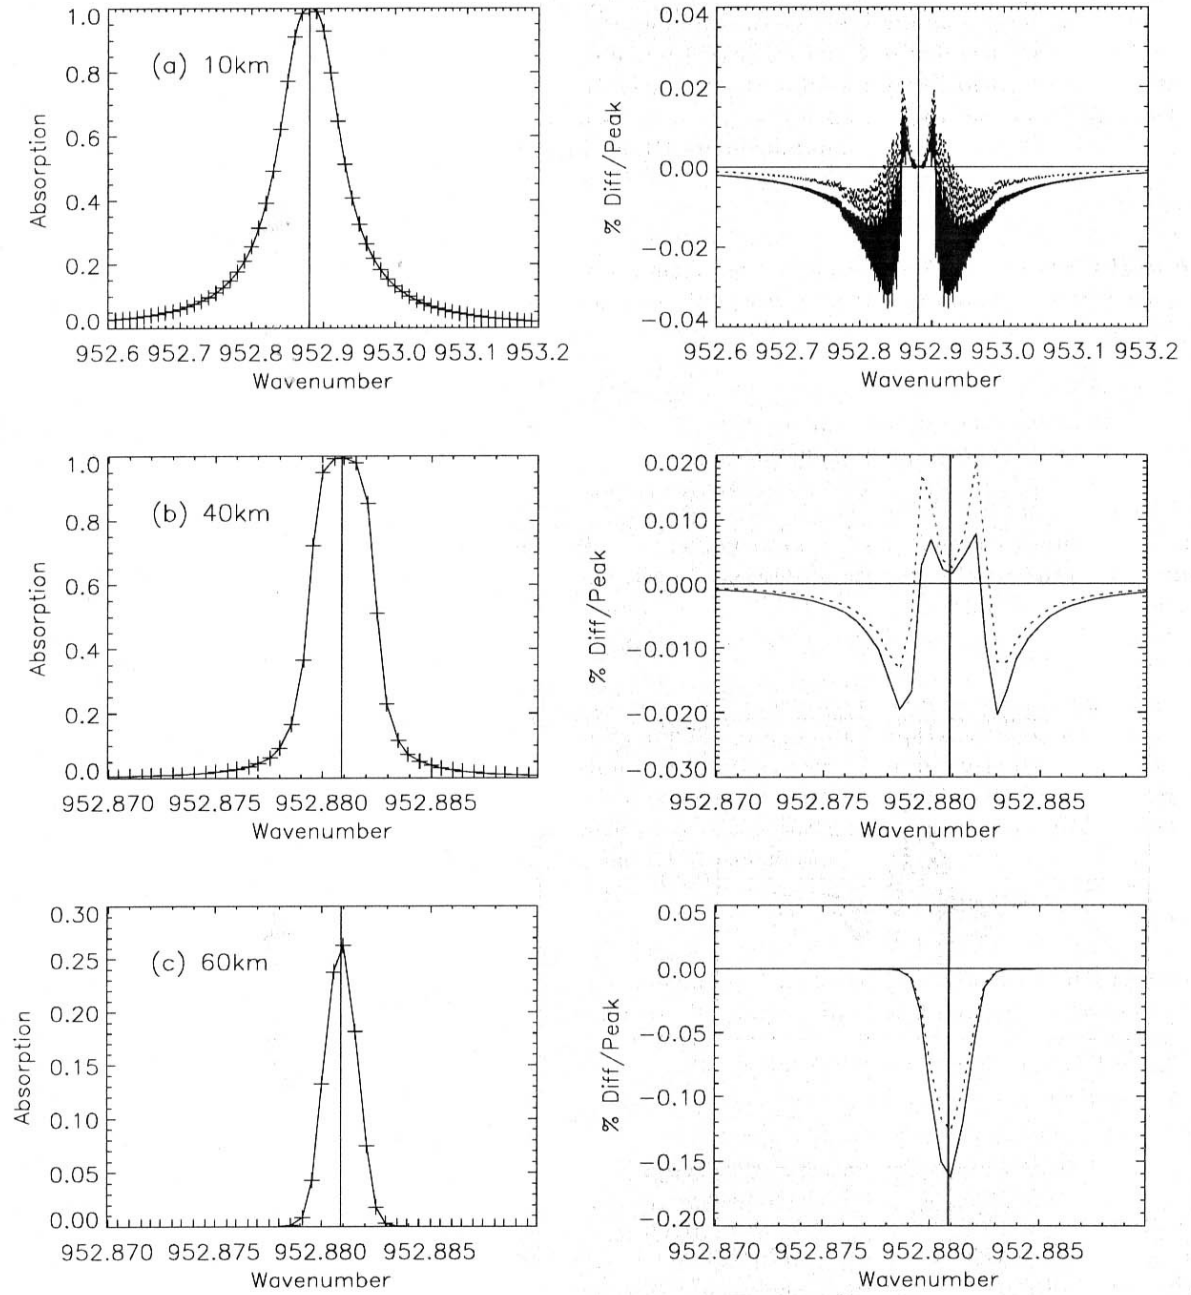 1.0
0.8
0.6
0.4
0.2
0.0
Absorption
(a) 10km
952.6 952.7 952.8 952.9 953.0 953.1 953.2
Wavenumber
0.04
0.02
0.00
−0.02
−0.04
% Diff/Peak
952.6 952.7 952.8 952.9 953.0 953.1 953.2
Wavenumber
1.0
0.8
0.6
0.4
0.2
0.0
Absorption
(b) 40km
952.870 952.875 952.880 952.885
Wavenumber
0.020
0.010
0.000
−0.010
−0.020
−0.030
% Diff/Peak
952.870 952.875 952.880 952.885
Wavenumber
0.30
0.25
0.20
0.15
0.10
0.05
0.00
Absorption
(c) 60km
952.870 952.875 952.880 952.885
Wavenumber
0.05
0.00
−0.05
−0.10
−0.15
−0.20
% Diff/Peak
952.870 952.875 952.880 952.885
Wavenumber